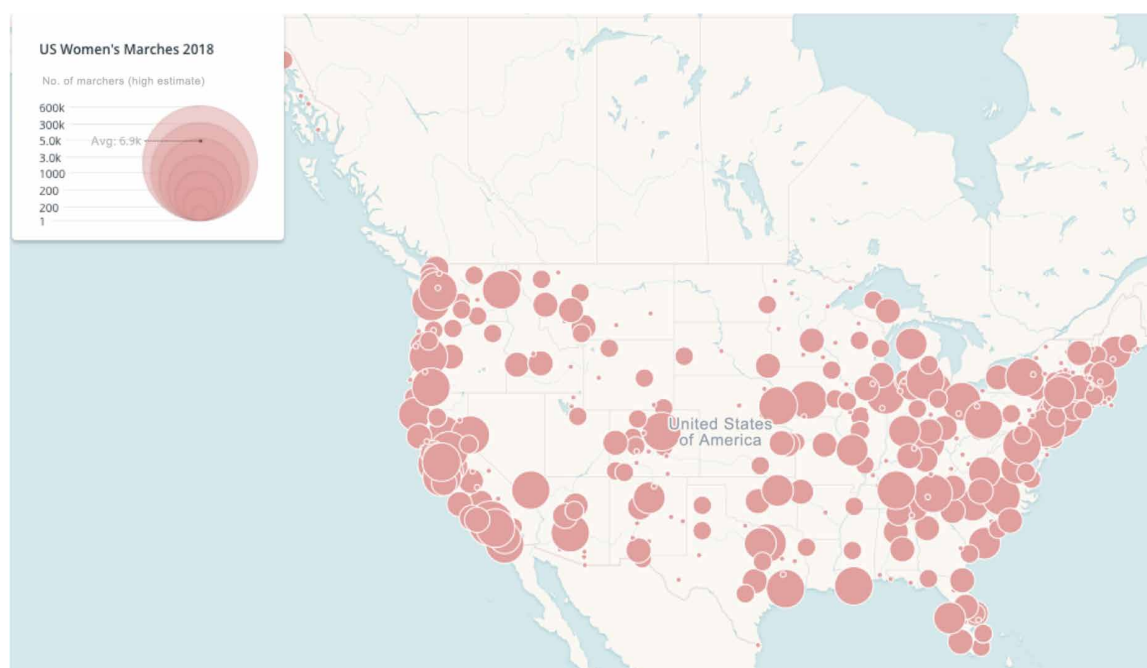 US Women's Marches 2018
No. of marchers (high estimate)
600k
300k
5.0k
Avg: 6.9k
3.0k
1000
200
200
1
United States
of America